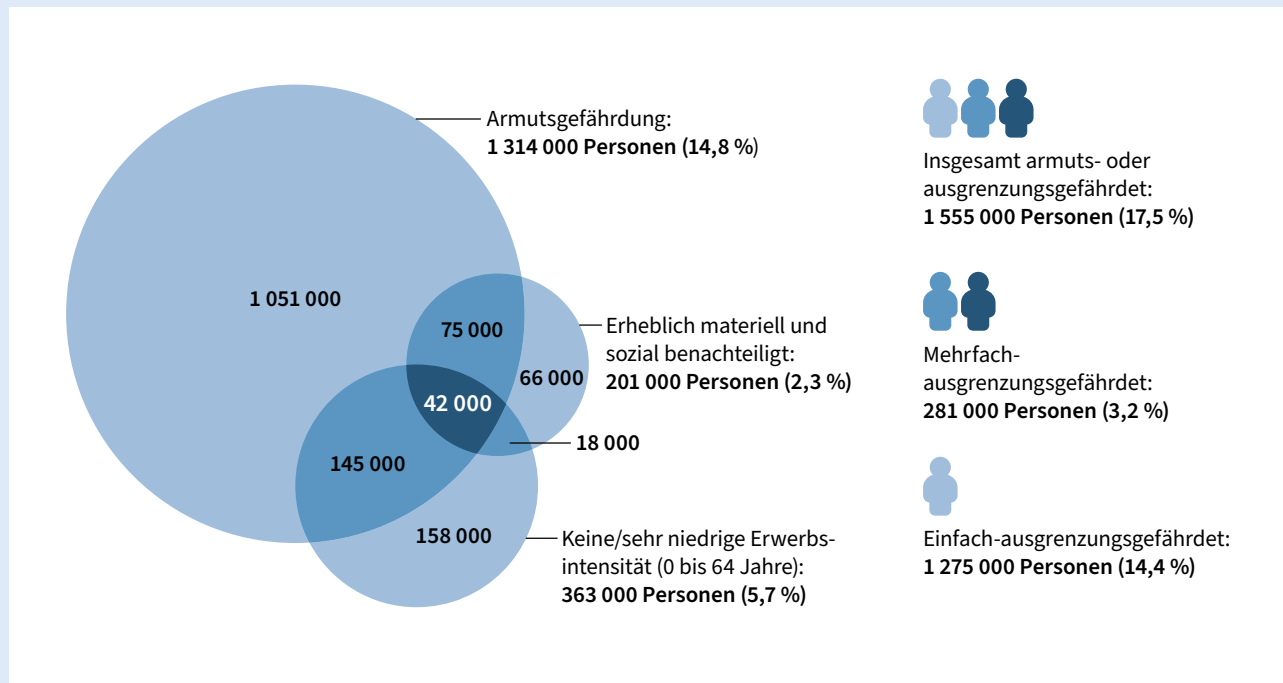 Armutsgefährdung:
1 314 000 Personen (14,8 %)
1 051 000
75 000
66 000
42 000
18 000
145 000
158 000
Erheblich materiell und
sozial benachteiligt:
201 000 Personen (2,3 %)
Keine/sehr niedrige Erwerbs-
intensität (0 bis 64 Jahre):
363 000 Personen (5,7 %)
Insgesamt armuts- oder
ausgrenzungsgefährdet:
1 555 000 Personen (17,5 %)
Mehrfach-
ausgrenzungsgefährdet:
281 000 Personen (3,2 %)
Einfach-ausgrenzungsgefährdet:
1 275 000 Personen (14,4 %)